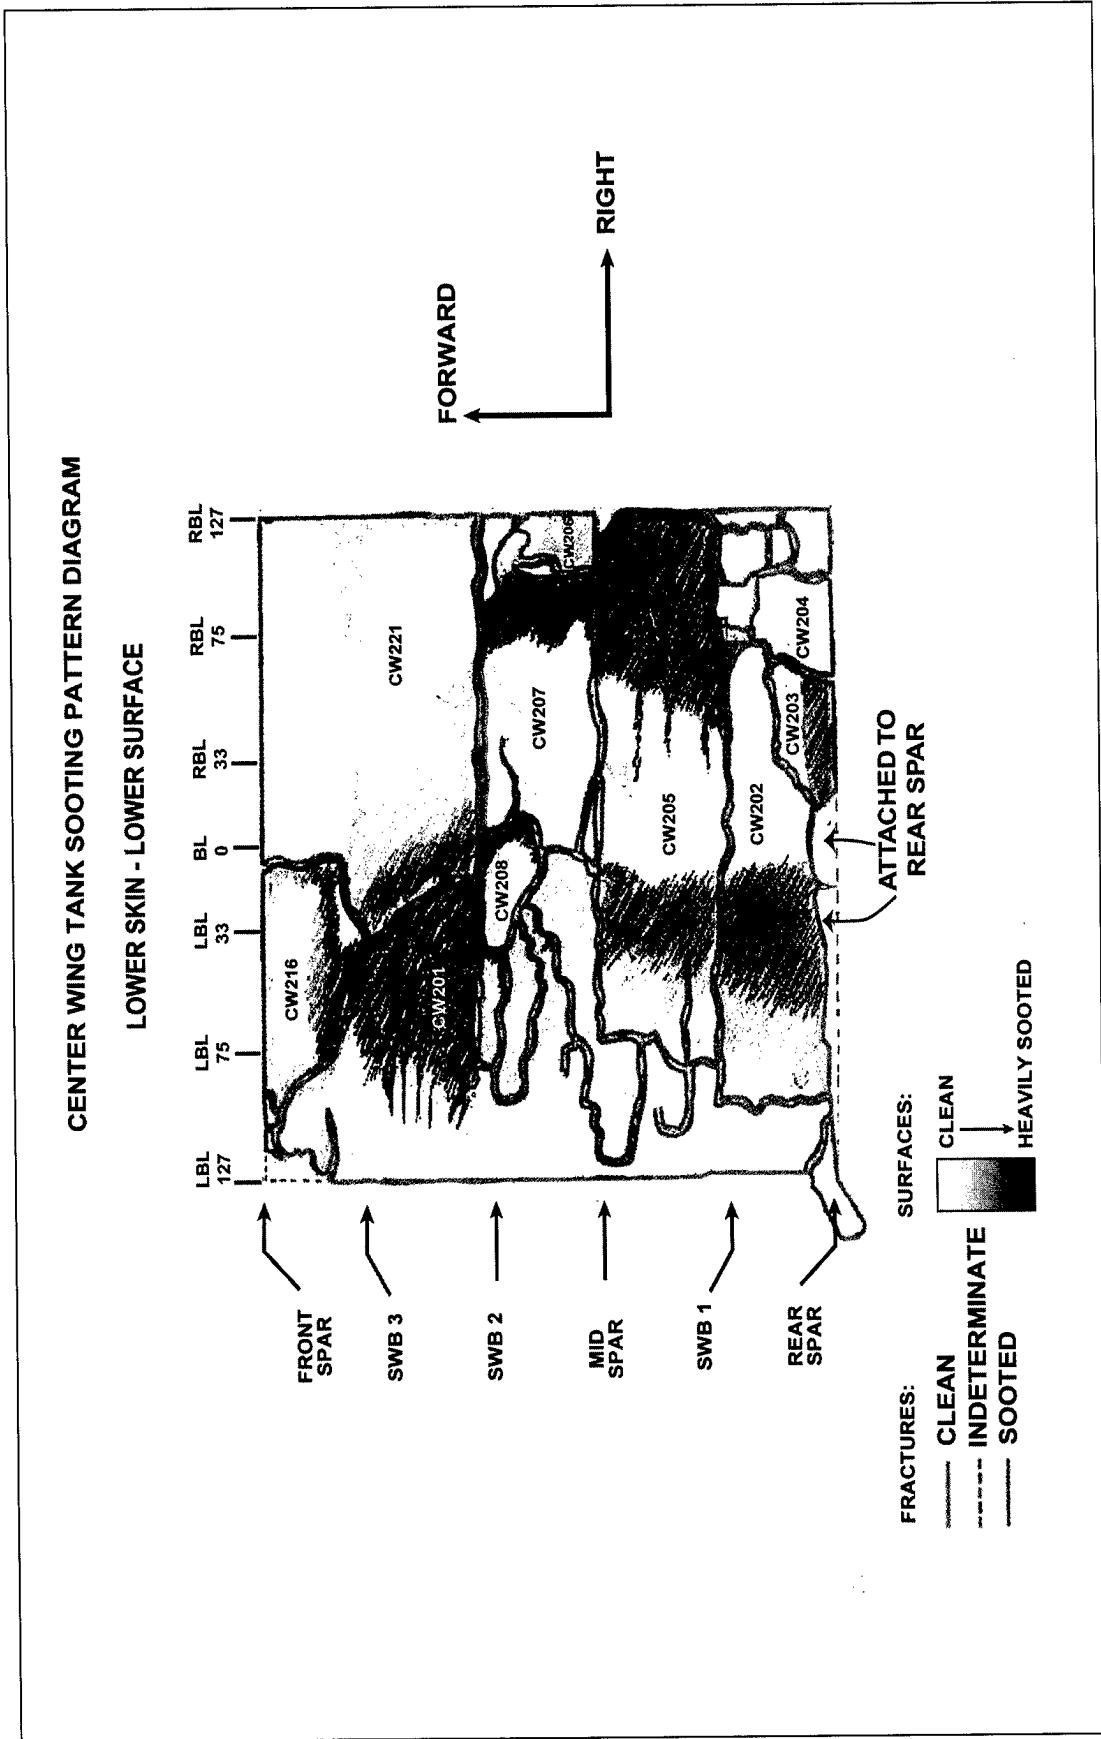 CENTER WING TANK SOOTING PATTERN DIAGRAM
LOWER SKIN - LOWER SURFACE
LBL
127
LBL
75
LBL
33
BL
0
RBL
33
RBL
75
RBL
127
FRONT
SPAR
SWB 3
SWB 2
MID
SPAR
SWB 1
REAR
SPAR
CW216
CW221
CW201
CW208
CW207
CW206
CW205
CW202
CW203
CW204
FORWARD
RIGHT
ATTACHED TO
REAR SPAR
FRACTURES:
CLEAN
INDETERMINATE
SOOTED
SURFACES:
CLEAN
HEAVILY SOOTED